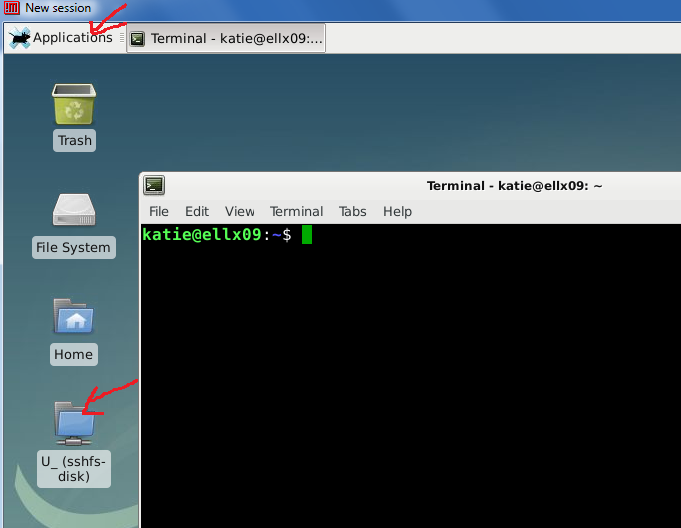 New session
Applications
Terminal - katie@ellx09:...
Trash
Terminal - katie@ellx09: ~
File Edit View Terminal Tabs Help
katie@ellx09:~$
File System
Home
U_ (sshfs-
disk)